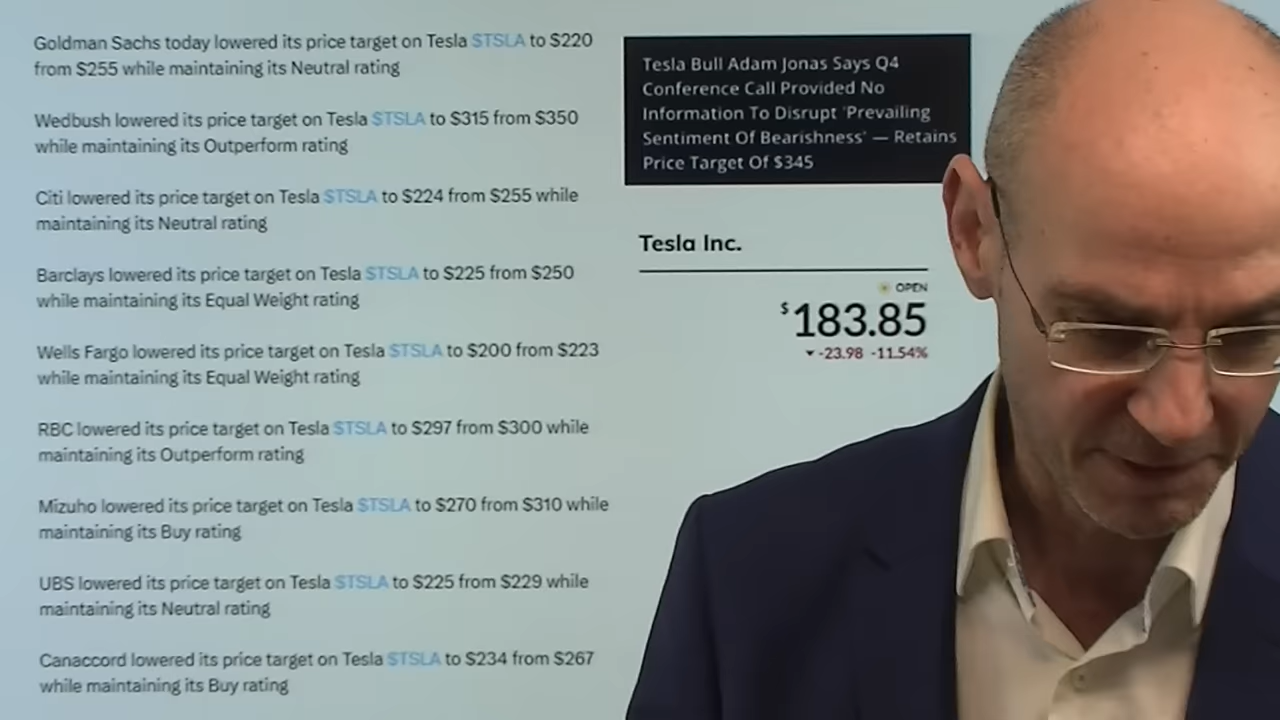 Goldman Sachs today lowered its price target on Tesla $TSLA to $220
from $255 while maintaining its Neutral rating
Wedbush lowered its price target on Tesla $TSLA to $315 from $350
while maintaining its Outperform rating
Citi lowered its price target on Tesla $TSLA to $224 from $255 while
maintaining its Neutral rating
Barclays lowered its price target on Tesla $TSLA to $225 from $250
while maintaining its Equal Weight rating
Wells Fargo lowered its price target on Tesla $TSLA to $200 from $223
while maintaining its Equal Weight rating
RBC lowered its price target on Tesla $TSLA to $297 from $300 while
maintaining its Outperform rating
Mizuho lowered its price target on Tesla $TSLA to $270 from $310 while
maintaining its Buy rating
UBS lowered its price target on Tesla $TSLA to $225 from $229 while
maintaining its Neutral rating
Canaccord lowered its price target on Tesla $TSLA to $234 from $267
while maintaining its Buy rating
Tesla Bull Adam Jonas Says Q4
Conference Call Provided No
Information To Disrupt 'Prevailing
Sentiment Of Bearishness' — Retains
Price Target Of $345
Tesla Inc.
OPEN
$183.85
▼ -23.98 -11.54%